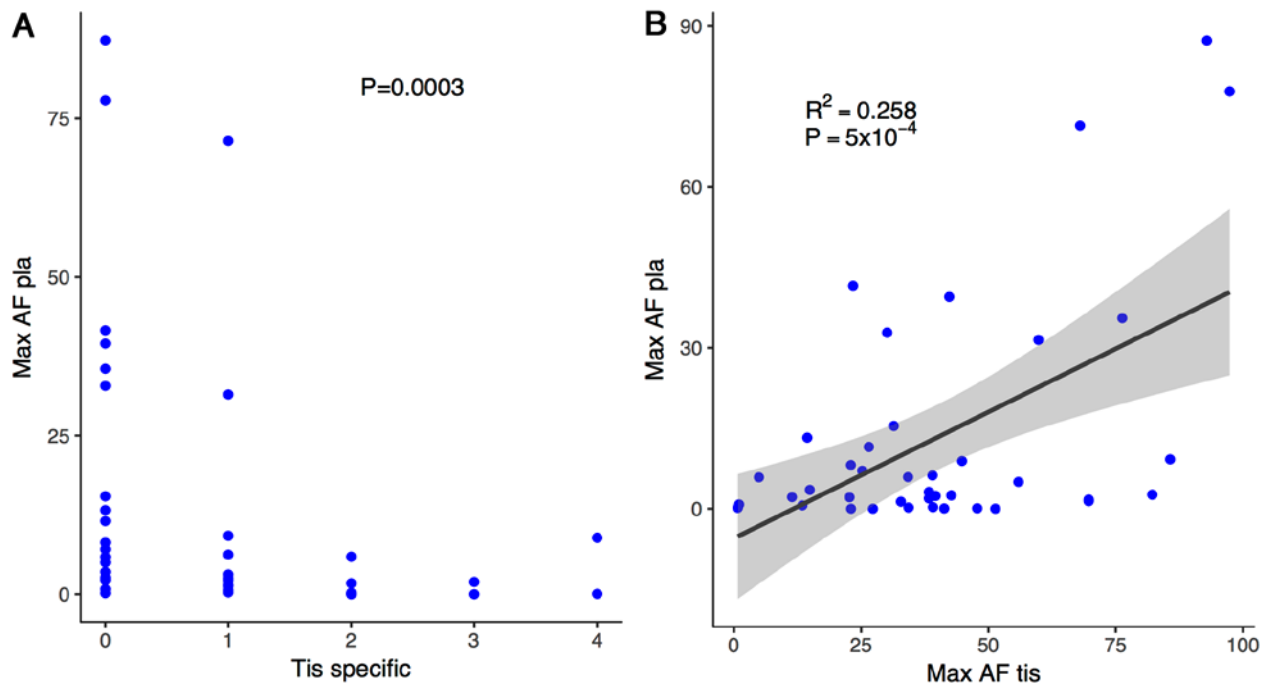 A
P=0.0003
Max AF pla
75
50
25
0
0 1 2 3 4
Tis specific
B
R² = 0.258
P = 5x10⁻⁴
Max AF pla
90
60
30
0
0 25 50 75 100
Max AF tis